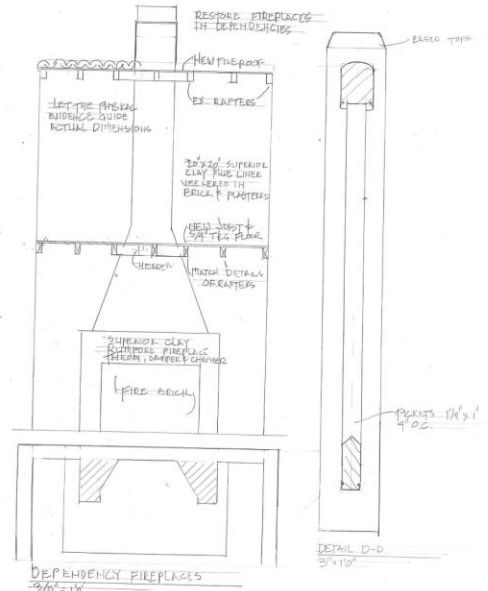 RESTORE FIREPLACES
IN DEPENDENCIES
NEW TILE ROOF
EX. RAFTERS
LET THE PHYSICAL
EVIDENCE GUIDE
ACTUAL DIMENSIONS
20"x20" SUPERIOR
CLAY FLUE LINER
VENEERED IN
BRICK & PLASTERED
NEW JOIST &
5/4" T&G FLOOR
HEADER
MATCH DETAILS
OF RAFTERS
SUPERIOR CLAY
RUMFORD FIREPLACE
THROAT, DAMPER & CHAMBER
FIRE BRICK
DEPENDENCY FIREPLACES
3/8" = 1'0"
EASED TOPS
PICKETS 1 1/4" x 1"
4" O.C.
DETAIL D-D
3" = 1'0"